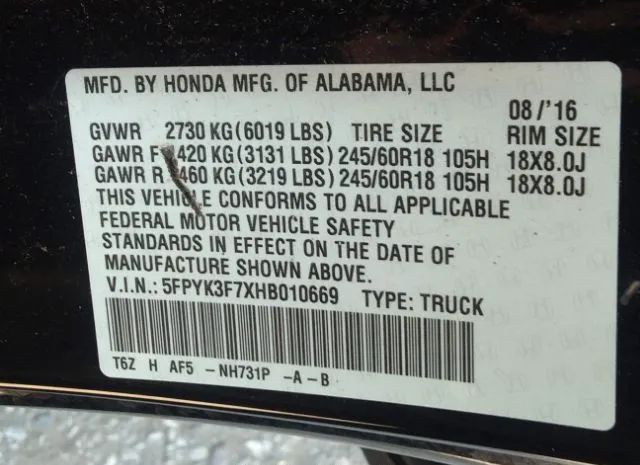 MFD. BY HONDA MFG. OF ALABAMA, LLC
08/'16
GVWR 2730 KG(6019 LBS) TIRE SIZE RIM SIZE
GAWR F 1420 KG(3131 LBS) 245/60R18 105H 18X8.0J
GAWR R 1460 KG(3219 LBS) 245/60R18 105H 18X8.0J
THIS VEHICLE CONFORMS TO ALL APPLICABLE
FEDERAL MOTOR VEHICLE SAFETY
STANDARDS IN EFFECT ON THE DATE OF
MANUFACTURE SHOWN ABOVE.
V.I.N.: 5FPYK3F7XHB010669 TYPE: TRUCK
T6Z H AF5 -NH731P -A-B